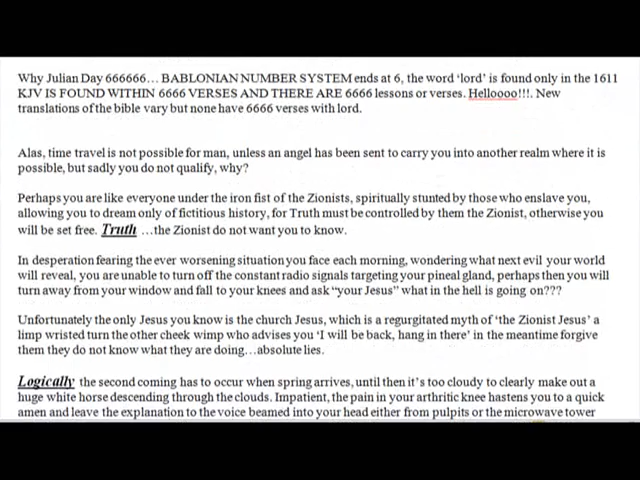 Why Julian Day 666666... BABLONIAN NUMBER SYSTEM ends at 6, the word 'lord' is found only in the 1611
KJV IS FOUND WITHIN 6666 VERSES AND THERE ARE 6666 lessons or verses. Helloooo!!!. New
translations of the bible vary but none have 6666 verses with lord.
Alas, time travel is not possible for man, unless an angel has been sent to carry you into another realm where it is
possible, but sadly you do not qualify, why?
Perhaps you are like everyone under the iron fist of the Zionists, spiritually stunted by those who enslave you,
allowing you to dream only of fictitious history, for Truth must be controlled by them the Zionist, otherwise you
will be set free. Truth ...the Zionist do not want you to know.
In desperation fearing the ever worsening situation you face each morning, wondering what next evil your world
will reveal, you are unable to turn off the constant radio signals targeting your pineal gland, perhaps then you will
turn away from your window and fall to your knees and ask "your Jesus" what in the hell is going on???
Unfortunately the only Jesus you know is the church Jesus, which is a regurgitated myth of 'the Zionist Jesus' a
limp wristed turn the other cheek wimp who advises you 'I will be back, hang in there' in the meantime forgive
them they do not know what they are doing...absolute lies.
Logically the second coming has to occur when spring arrives, until then it's too cloudy to clearly make out a
huge white horse descending through the clouds. Impatient, the pain in your arthritic knee hastens you to a quick
amen and leave the explanation to the voice beamed into your head either from pulpits or the microwave tower